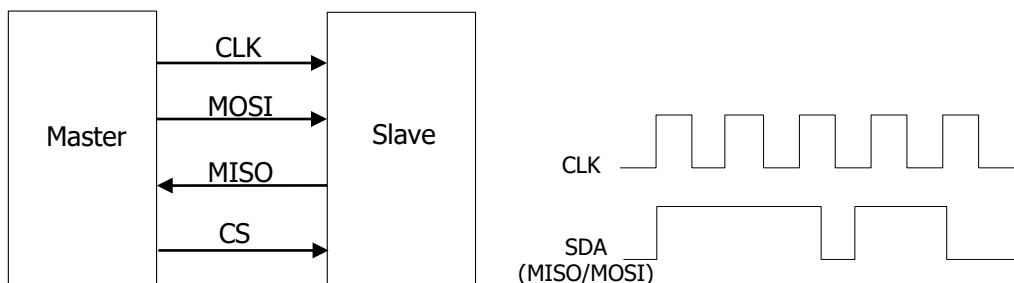 CLK
MOSI
Master
Slave
MISO
CS
CLK
SDA
(MISO/MOSI)